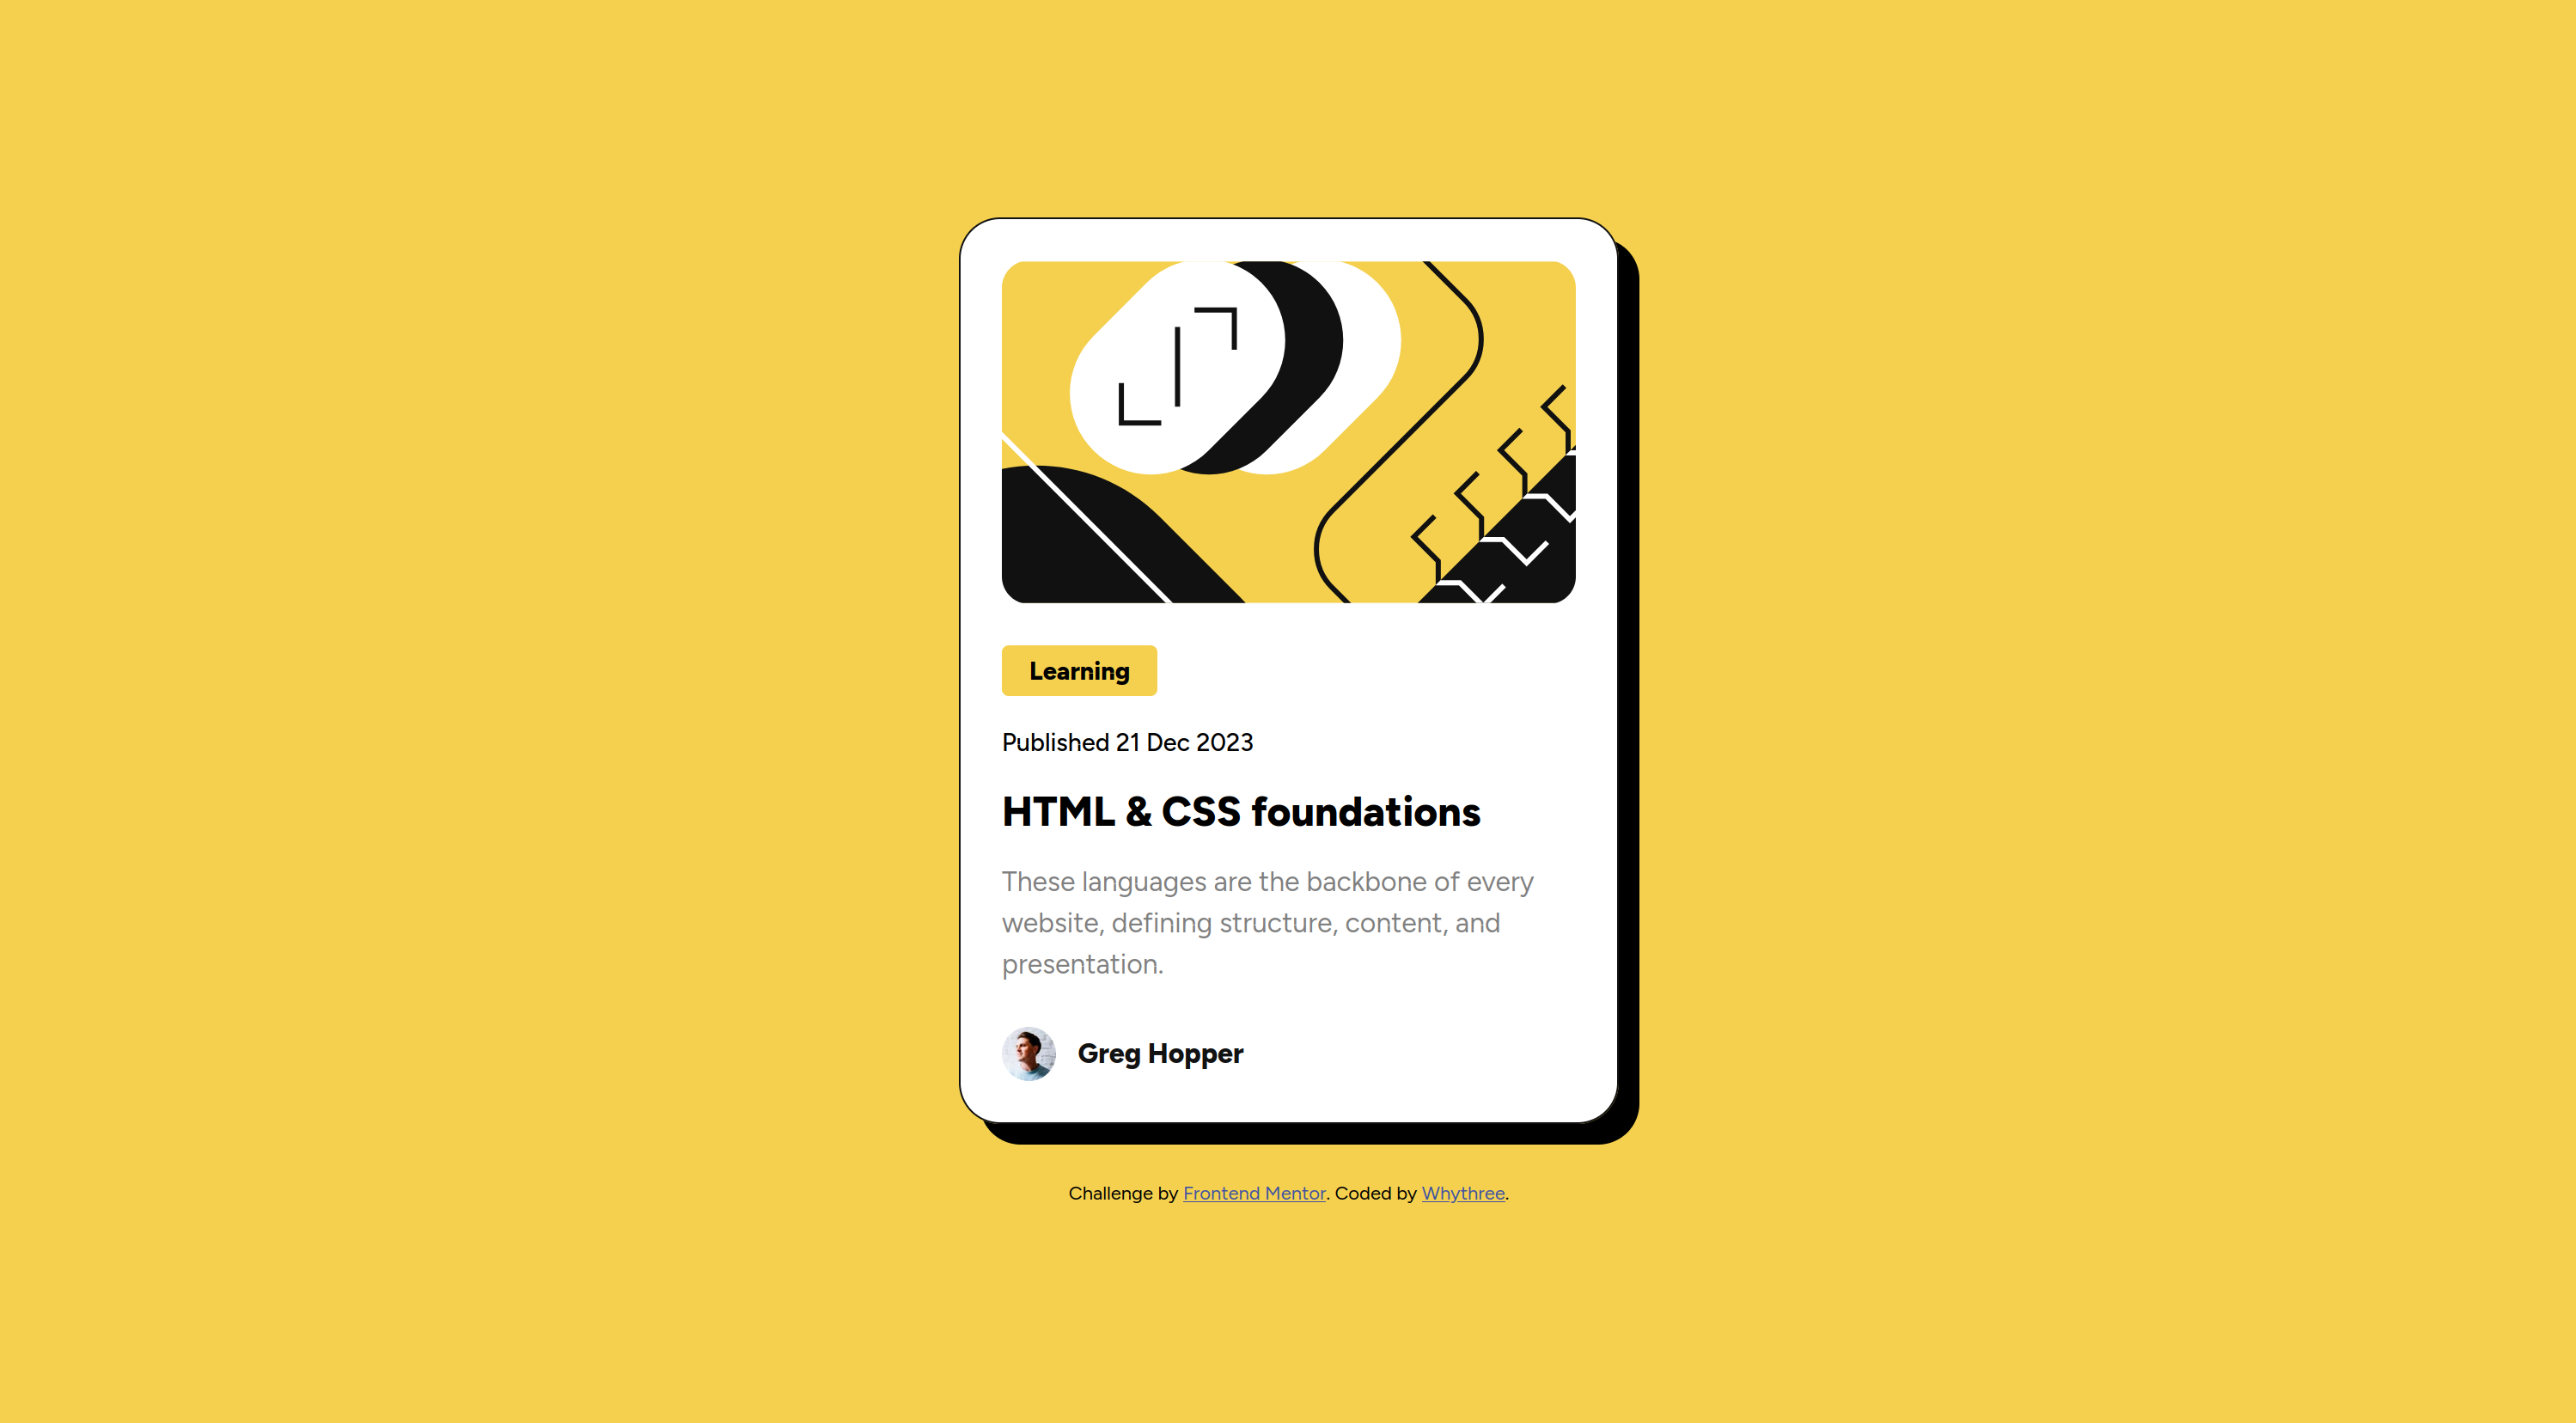 Learning
Published 21 Dec 2023
HTML & CSS foundations
These languages are the backbone of every
website, defining structure, content, and
presentation.
Greg Hopper
Challenge by Frontend Mentor. Coded by Whythree.